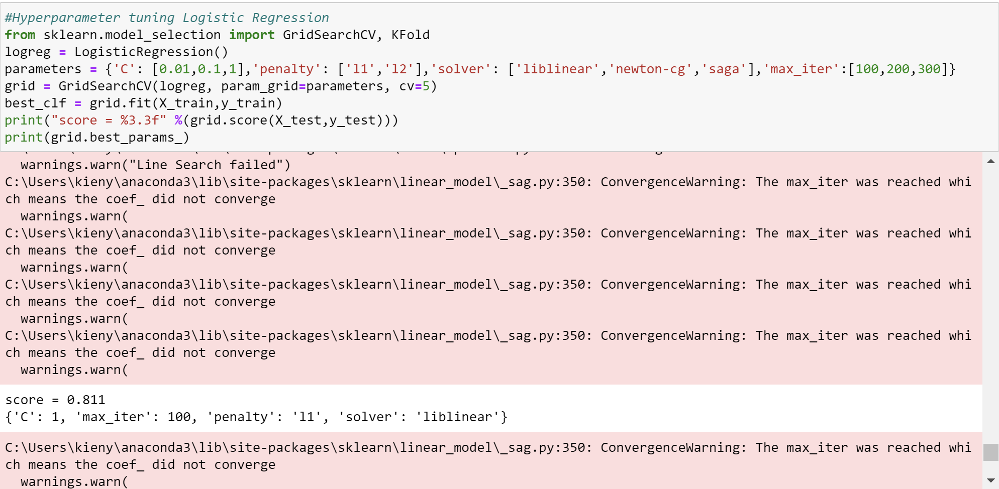 #Hyperparameter tuning Logistic Regression
from sklearn.model_selection import GridSearchCV, KFold
logreg = LogisticRegression()
parameters = {'C': [0.01,0.1,1],'penalty': ['l1','l2'],'solver': ['liblinear','newton-cg','saga'],'max_iter':[100,200,300]}
grid = GridSearchCV(logreg, param_grid=parameters, cv=5)
best_clf = grid.fit(X_train,y_train)
print("score = %3.3f" %(grid.score(X_test,y_test)))
print(grid.best_params_)
  warnings.warn("Line Search failed")
C:\Users\kieny\anaconda3\lib\site-packages\sklearn\linear_model\_sag.py:350: ConvergenceWarning: The max_iter was reached whi
ch means the coef_ did not converge
  warnings.warn(
C:\Users\kieny\anaconda3\lib\site-packages\sklearn\linear_model\_sag.py:350: ConvergenceWarning: The max_iter was reached whi
ch means the coef_ did not converge
  warnings.warn(
C:\Users\kieny\anaconda3\lib\site-packages\sklearn\linear_model\_sag.py:350: ConvergenceWarning: The max_iter was reached whi
ch means the coef_ did not converge
  warnings.warn(
C:\Users\kieny\anaconda3\lib\site-packages\sklearn\linear_model\_sag.py:350: ConvergenceWarning: The max_iter was reached whi
ch means the coef_ did not converge
  warnings.warn(
score = 0.811
{'C': 1, 'max_iter': 100, 'penalty': 'l1', 'solver': 'liblinear'}
C:\Users\kieny\anaconda3\lib\site-packages\sklearn\linear_model\_sag.py:350: ConvergenceWarning: The max_iter was reached whi
ch means the coef_ did not converge
  warnings.warn(